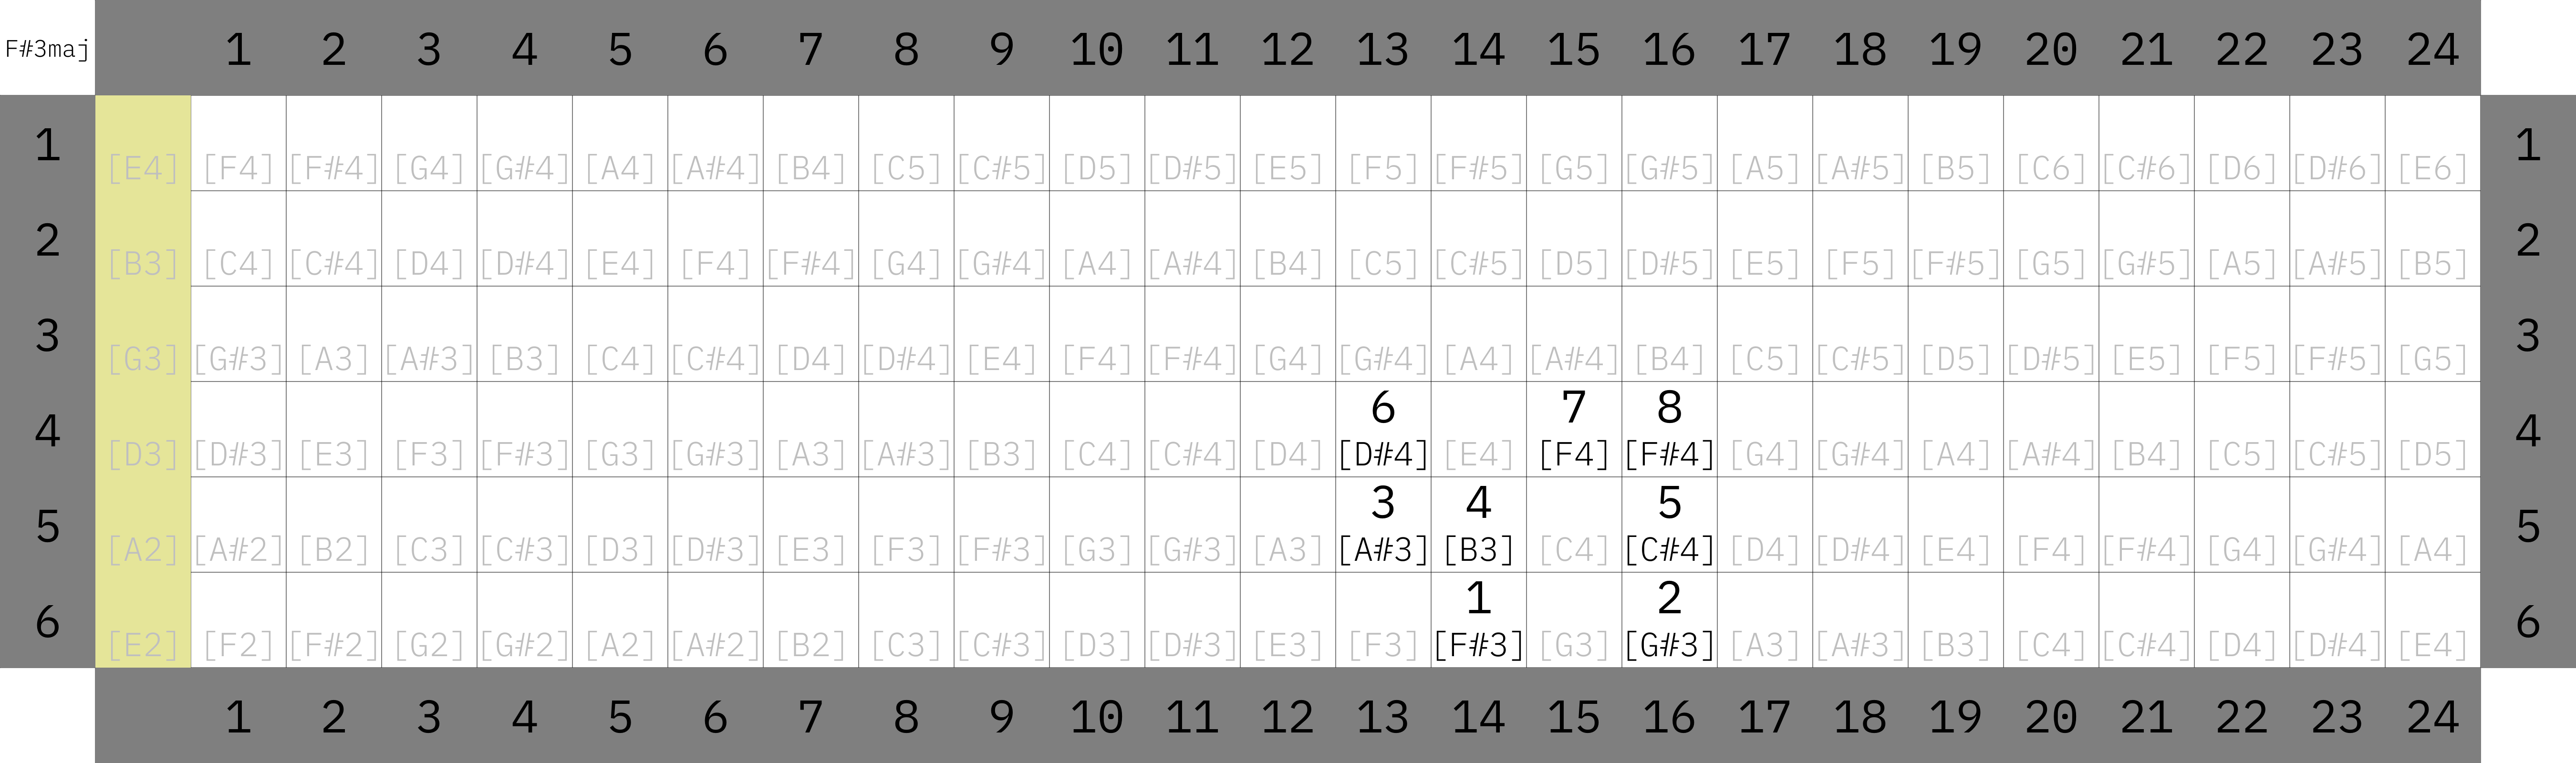 F#3maj 1 2 3 4 5 6 7 8 9 10 11 12 13 14 15 16 17 18 19 20 21 22 23 24
1 [E4] [F4] [F#4] [G4] [G#4] [A4] [A#4] [B4] [C5] [C#5] [D5] [D#5] [E5] [F5] [F#5] [G5] [G#5] [A5] [A#5] [B5] [C6] [C#6] [D6] [D#6] [E6] 1
2 [B3] [C4] [C#4] [D4] [D#4] [E4] [F4] [F#4] [G4] [G#4] [A4] [A#4] [B4] [C5] [C#5] [D5] [D#5] [E5] [F5] [F#5] [G5] [G#5] [A5] [A#5] [B5] 2
3 [G3] [G#3] [A3] [A#3] [B3] [C4] [C#4] [D4] [D#4] [E4] [F4] [F#4] [G4] [G#4] [A4] [A#4] [B4] [C5] [C#5] [D5] [D#5] [E5] [F5] [F#5] [G5] 3
6 7 8
4 [D3] [D#3] [E3] [F3] [F#3] [G3] [G#3] [A3] [A#3] [B3] [C4] [C#4] [D4] [D#4] [E4] [F4] [F#4] [G4] [G#4] [A4] [A#4] [B4] [C5] [C#5] [D5] 4
3 4 5
5 [A2] [A#2] [B2] [C3] [C#3] [D3] [D#3] [E3] [F3] [F#3] [G3] [G#3] [A3] [A#3] [B3] [C4] [C#4] [D4] [D#4] [E4] [F4] [F#4] [G4] [G#4] [A4] 5
1 2
6 [E2] [F2] [F#2] [G2] [G#2] [A2] [A#2] [B2] [C3] [C#3] [D3] [D#3] [E3] [F3] [F#3] [G3] [G#3] [A3] [A#3] [B3] [C4] [C#4] [D4] [D#4] [E4] 6
1 2 3 4 5 6 7 8 9 10 11 12 13 14 15 16 17 18 19 20 21 22 23 24